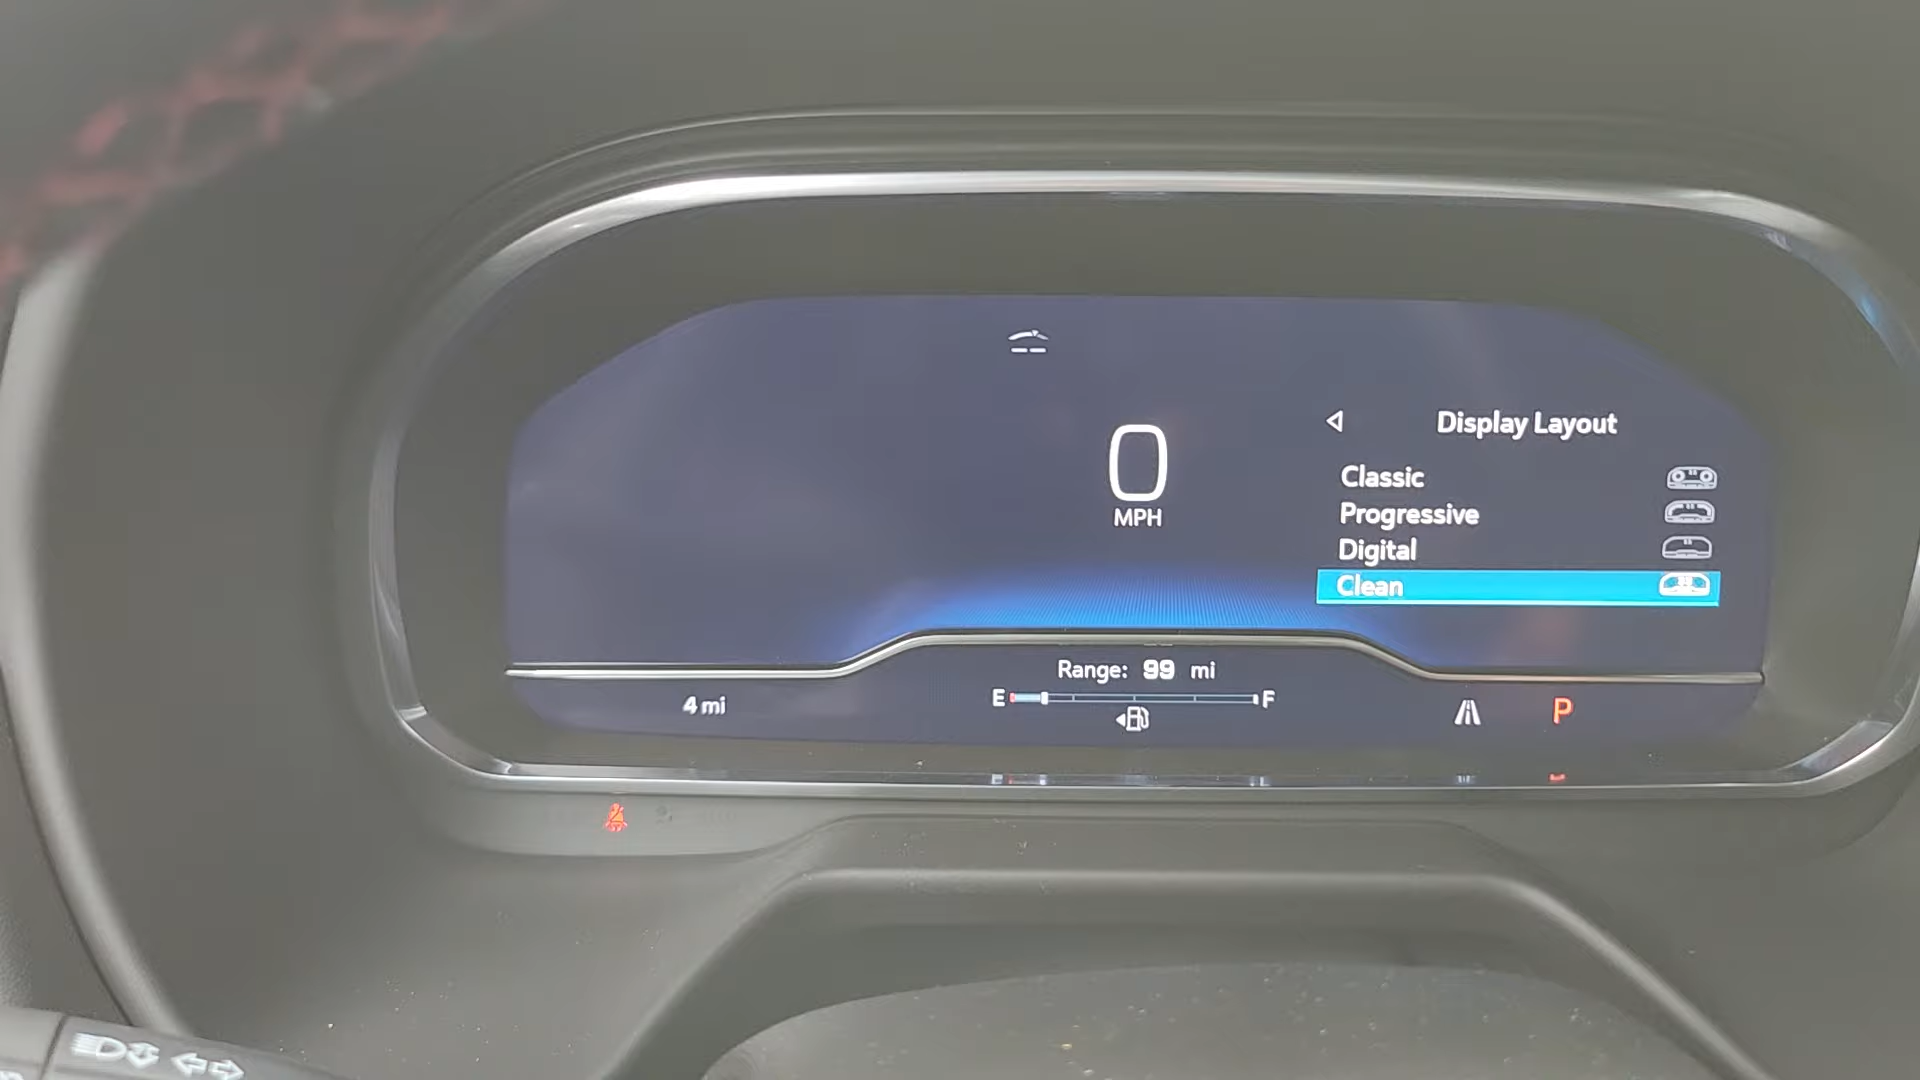 Display Layout
0
MPH
Classic
Progressive
Digital
Clean
Range: 99 mi
E F
4 mi
P